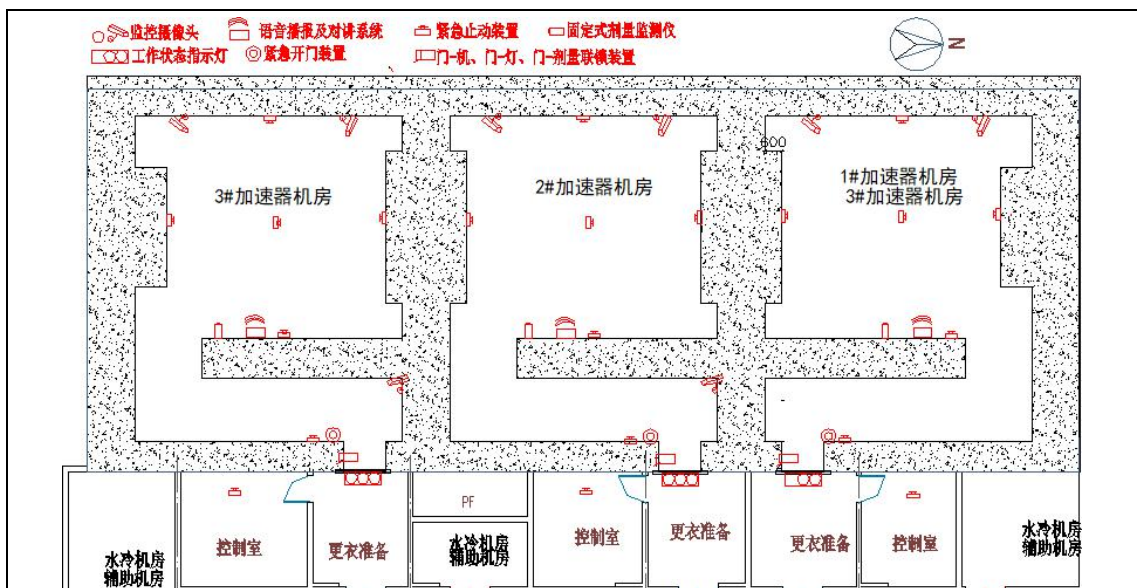 监控摄像头 语音播报及对讲系统 紧急止动装置 固定式剂量监测仪
工作状态指示灯 紧急开门装置 门-机、门-灯、门-剂量联锁装置
N
600
3#加速器机房
2#加速器机房
1#加速器机房
3#加速器机房
PF
控制室
更衣准备
水冷机房
辅助机房
控制室
更衣准备
更衣准备
控制室
水冷机房
辅助机房
水冷机房
辅助机房